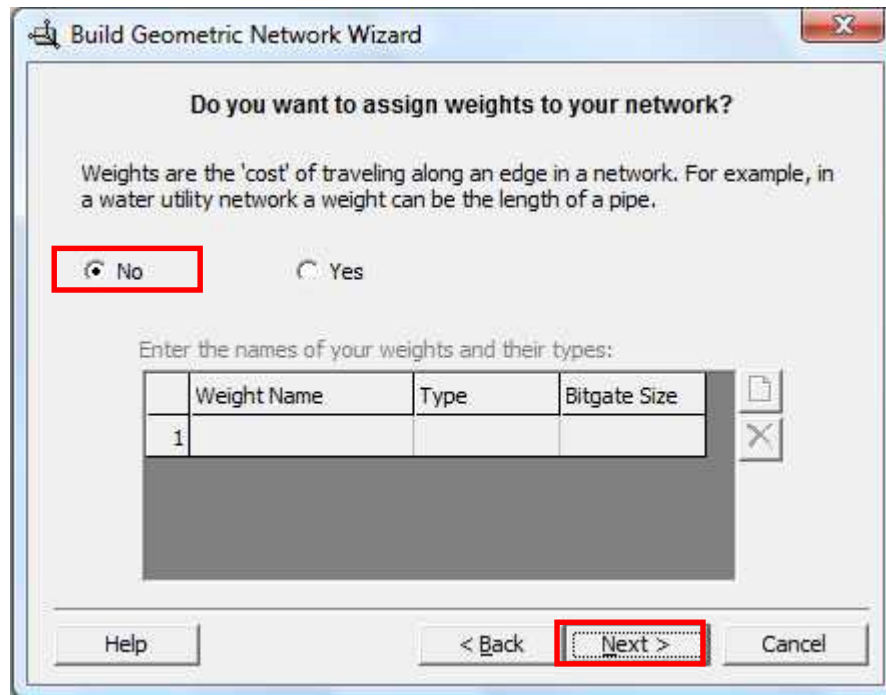 Build Geometric Network Wizard
Do you want to assign weights to your network?
Weights are the 'cost' of traveling along an edge in a network. For example, in
a water utility network a weight can be the length of a pipe.
No Yes
Enter the names of your weights and their types:
Weight Name Type Bitgate Size
1
Help < Back Next > Cancel